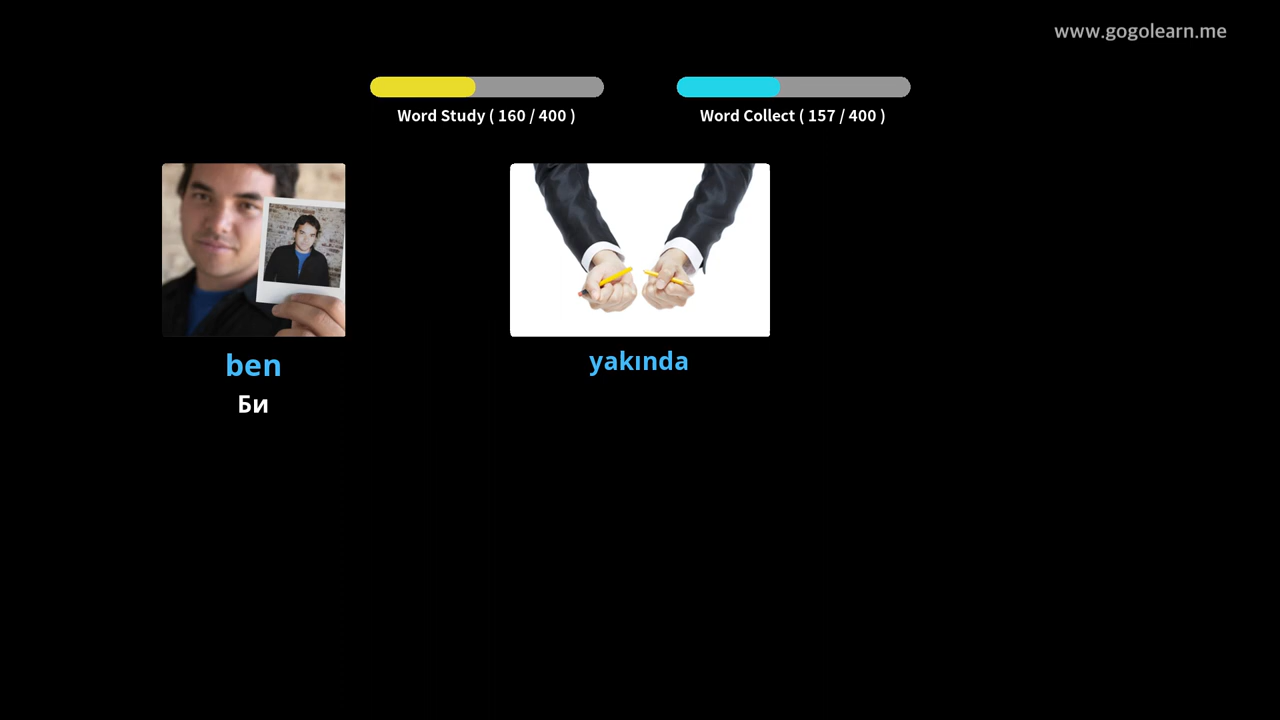 www.gogolearn.me
Word Study ( 160 / 400 )
Word Collect ( 157 / 400 )
ben
Би
yakında